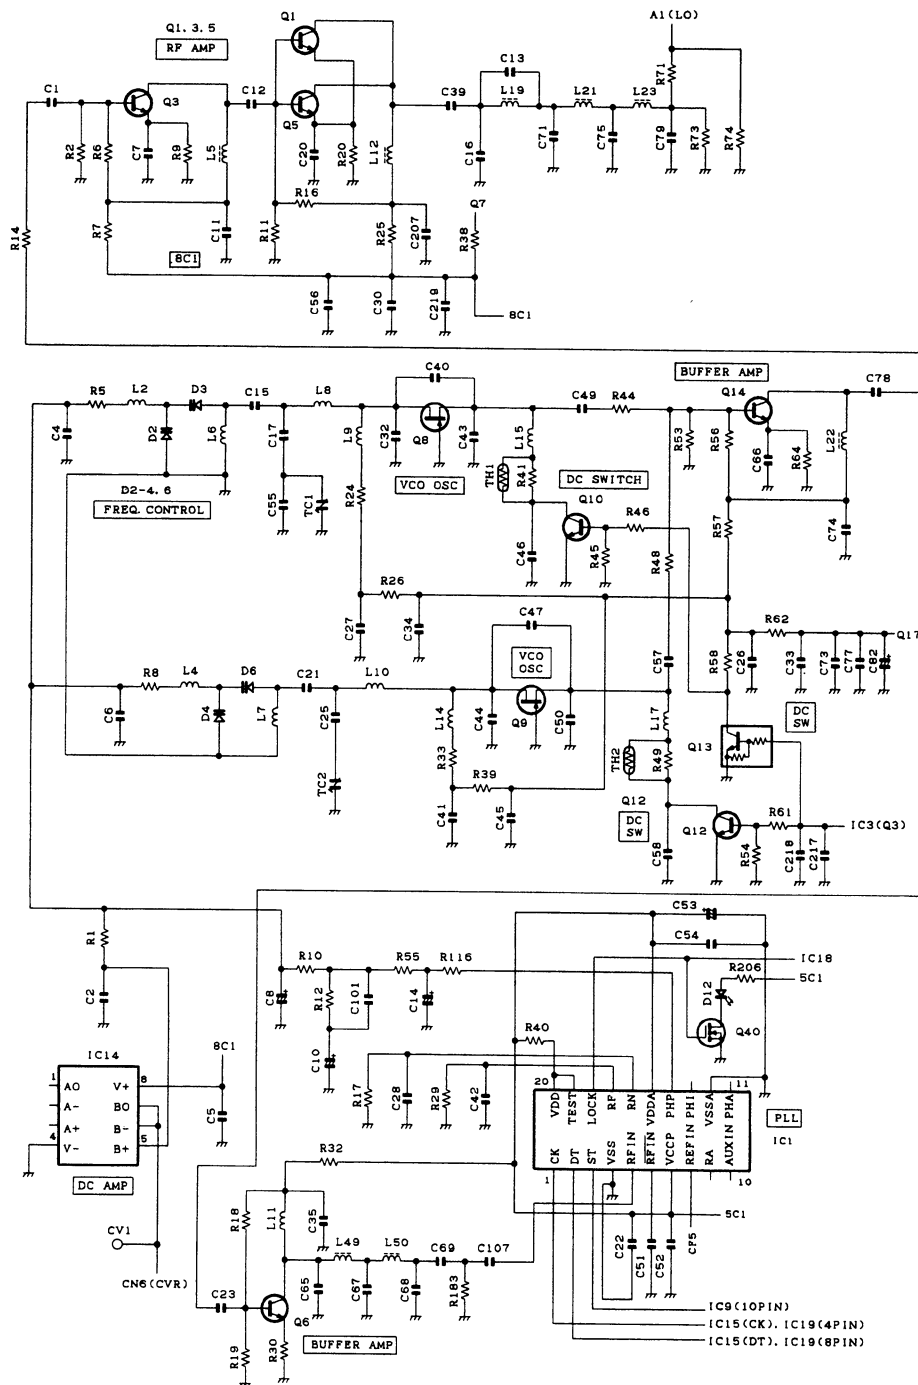 Q1
Q1.3.5
RF AMP
A1(LO)
C1
Q3
C12
Q5
C39
C13
L19
L21
L23
R71
R2
R6
C7
R9
L5
C20
R20
L12
C16
C71
C75
C79
R73
R74
R14
R7
C11
R11
R16
R25
C207
Q7
R38
8C1
C56
C30
C219
8C1
C40
BUFFER AMP
Q14
C78
R5
L2
D3
C15
L8
C49
R44
C4
D2
L6
C17
L9
C32
Q8
C43
L15
R53
R56
C66
R64
L22
D2-4.6
FREQ. CONTROL
C55
TC1
R24
VCO OSC
TH1
R41
DC SWITCH
Q10
R46
C46
R45
R48
R57
C74
R26
C27
C34
C47
VCO OSC
C57
R58
R62
C26
C33
C73
C77
C82
Q17
R8
L4
D6
C21
L10
C6
D4
L7
C25
L14
C44
Q9
C50
L17
DC SW
Q13
TC2
R33
R39
TH2
R49
C41
C45
Q12
DC SW
Q12
R61
IC3(Q3)
C58
R54
C218
C217
C53
C54
R1
R10
R55
R116
IC18
R206
5C1
C2
C8
R12
C101
C14
D12
Q40
IC14
8C1
C10
R40
1
AO
V+
8
A-
BO
A+
B-
4
V-
B+
5
C5
R17
C28
R29
C42
20
11
VDD
TEST
LOCK
RF
RN
VDDA
PHP
PHI
VSSA
PHA
PLL
IC1
CK
DT
ST
VSS
RFIN
RFIN
VCCP
REFIN
RA
AUXIN
1
10
DC AMP
R32
CV1
CN6(CVR)
R18
L11
C35
5C1
C22
C51
C52
CF5
L49
L50
C69
C107
C65
C67
C68
R183
C23
Q6
R19
R30
BUFFER AMP
IC9(10PIN)
IC15(CK). IC19(4PIN)
IC15(DT). IC19(8PIN)